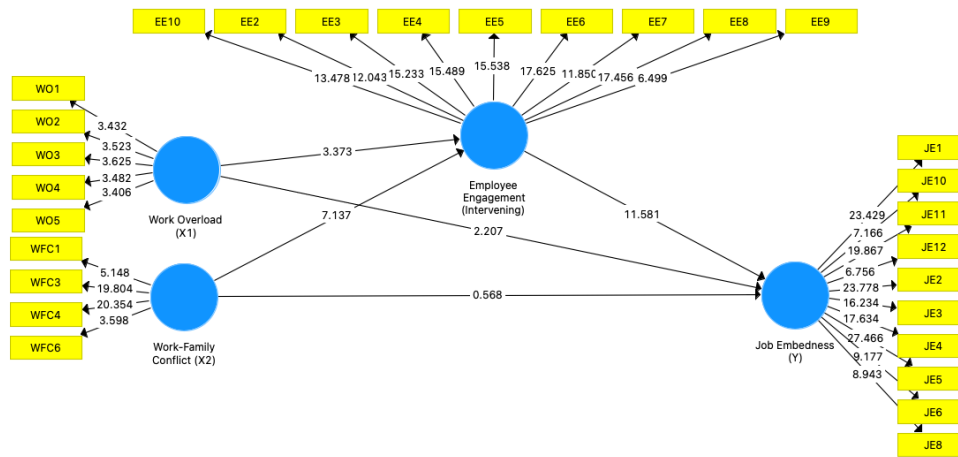 EE10 EE2 EE3 EE4 EE5 EE6 EE7 EE8 EE9
13.478 12.043 15.233 15.489 15.538 17.625 11.850 17.456 6.499
WO1
WO2
WO3
WO4
WO5
3.432
3.523
3.625
3.482
3.406
Work Overload
(X1)
WFC1
WFC3
WFC4
WFC6
5.148
19.804
20.354
3.598
Work-Family
Conflict (X2)
3.373
7.137
Employee
Engagement
(Intervening)
11.581
2.207
0.568
Job Embedness
(Y)
23.429
7.166
19.867
6.756
23.778
16.234
17.634
27.466
9.177
8.943
JE1
JE10
JE11
JE12
JE2
JE3
JE4
JE5
JE6
JE8